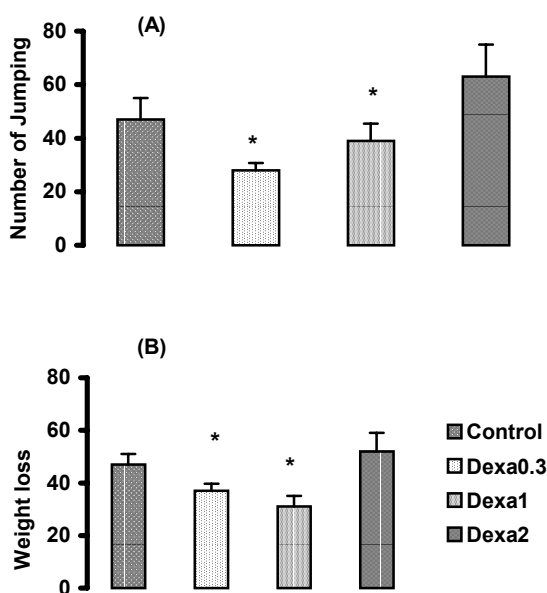 (A)
Number of Jumping
80
60
40
20
0
*
*
(B)
Weight loss
80
60
40
20
0
*
*
Control
Dexa0.3
Dexa1
Dexa2